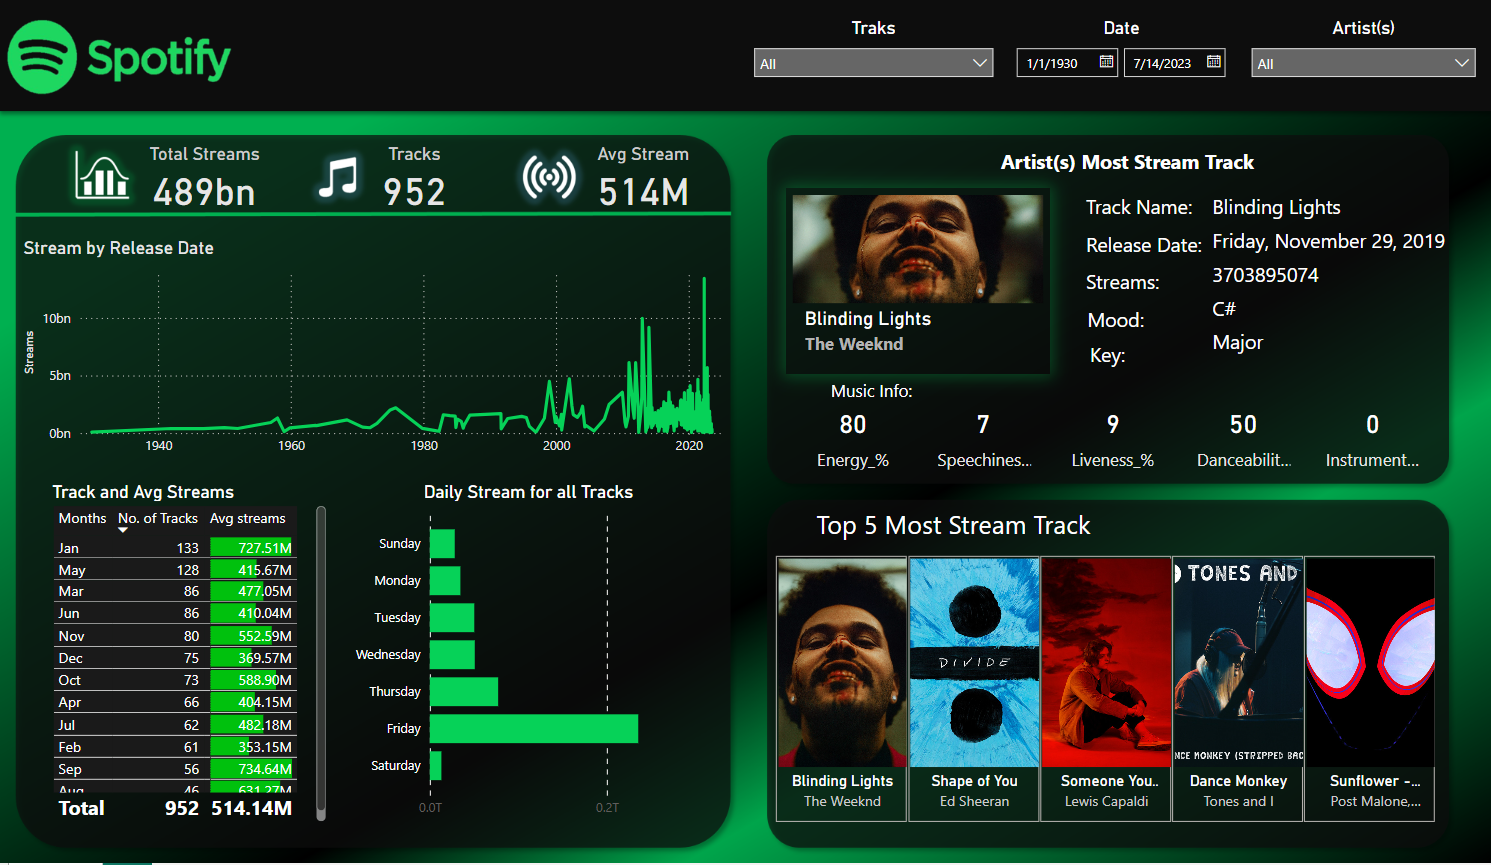 Spotify
Traks
Date
Artist(s)
All
1/1/1930
7/14/2023
All
Total Streams
489bn
Tracks
952
Avg Stream
514M
Stream by Release Date
Streams
10bn
5bn
0bn
1940
1960
1980
2000
2020
Track and Avg Streams
Months No. of Tracks Avg streams
Jan 133 727.51M
May 128 415.67M
Mar 86 477.05M
Jun 86 410.04M
Nov 80 552.59M
Dec 75 369.57M
Oct 73 588.90M
Apr 66 404.15M
Jul 62 482.18M
Feb 61 353.15M
Sep 56 734.64M
Aug 46 631.27M
Total 952 514.14M
Daily Stream for all Tracks
Sunday
Monday
Tuesday
Wednesday
Thursday
Friday
Saturday
0.0T
0.2T
Artist(s) Most Stream Track
Blinding Lights
The Weeknd
Track Name: Blinding Lights
Release Date: Friday, November 29, 2019
Streams: 3703895074
Mood: C#
Key: Major
Music Info:
80
Energy_%
7
Speechines...
9
Liveness_%
50
Danceabilit...
0
Instrument...
Top 5 Most Stream Track
DIVIDE
TONES AND
NCE MONKEY (STRIPPED BAC
Blinding Lights
The Weeknd
Shape of You
Ed Sheeran
Someone You..
Lewis Capaldi
Dance Monkey
Tones and I
Sunflower -...
Post Malone,...